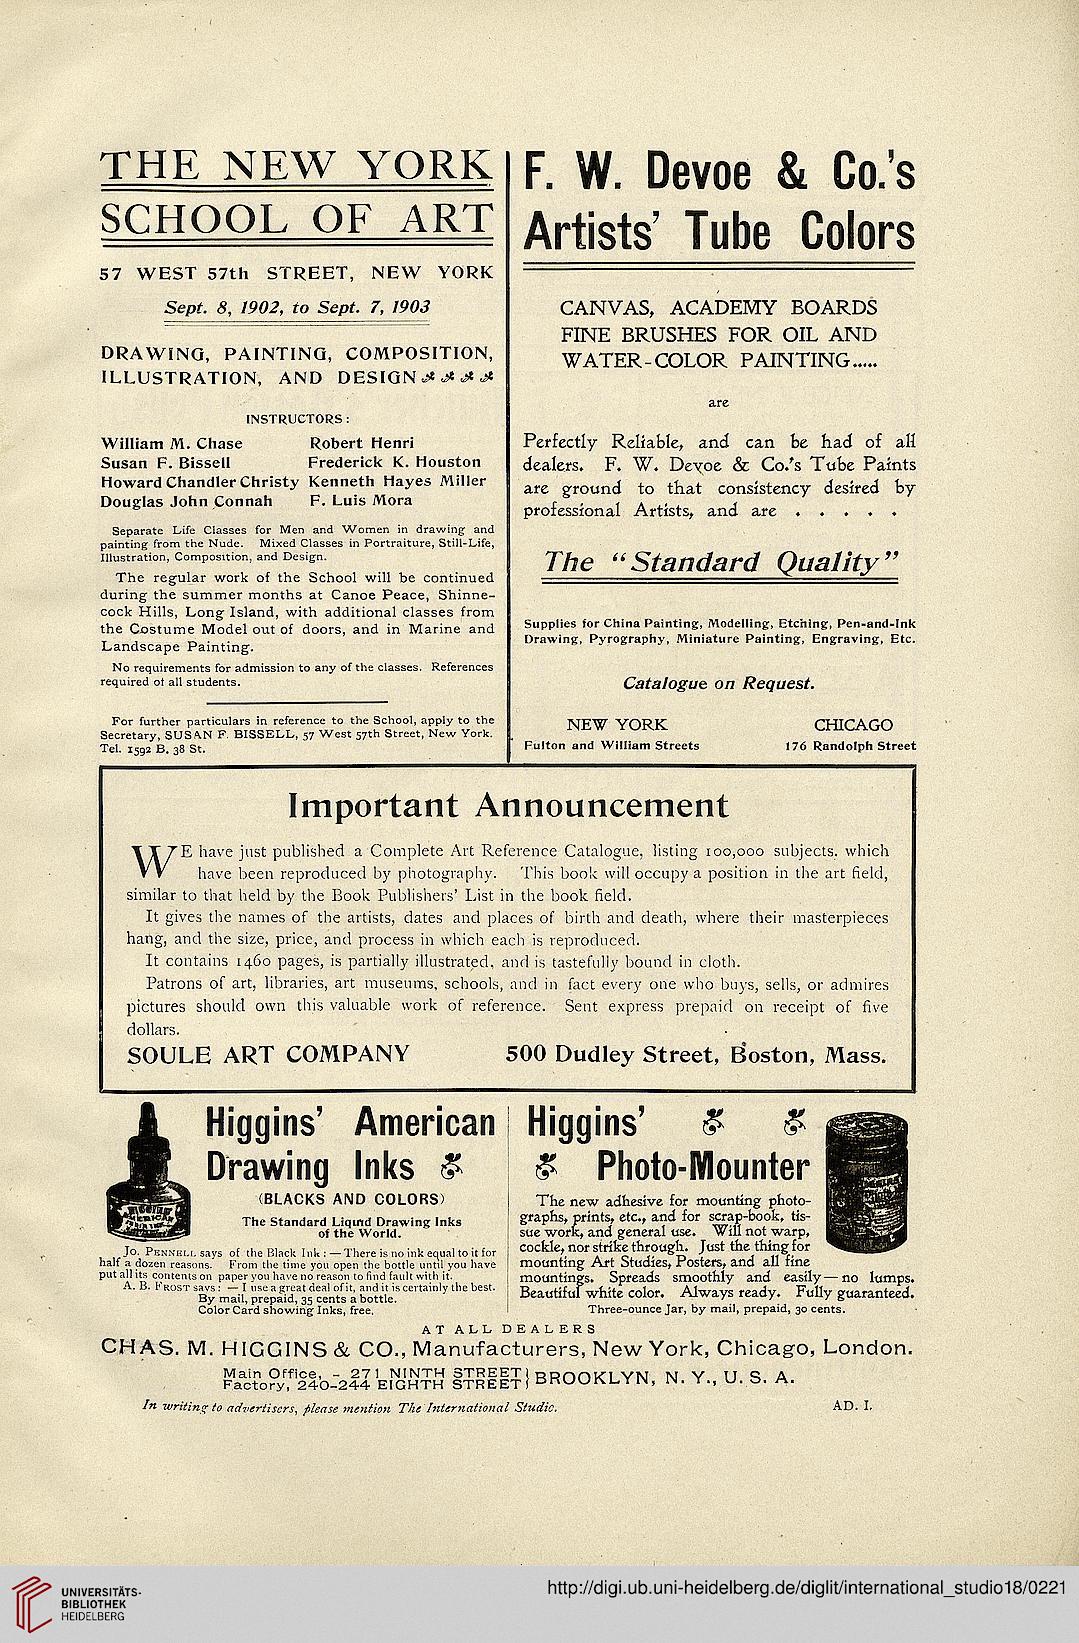 THE NEW YORK
SCHOOL OF ART
57 WEST 57th STREET, NEW YORK
Sept. 8, 1902, to Sept. 7, 1903
DRAWING, PAINTING, COMPOSITION,
ILLUSTRATION, AND DESIGN
INSTRUCTORS:
William M. Chase Robert Henri
Susan F. Bissell Frederick K. Houston
Howard Chandler Christy Kenneth Hayes Miller
Douglas John Connah F. Luis Mora
Separate Life Classes for Men and Women in drawing and
painting from the Nude. Mixed Classes in Portraiture, Still-Life,
Illustration, Composition, and Design.
The regular work of the School will be continued
during the summer months at Canoe Peace, Shinne-
cock Hills, Long Island, with additional classes from
the Costume Model out of doors, and in Marine and
Landscape Painting.
No requirements for admission to any of the classes. References
required of all students.
For further particulars in reference to the School, apply to the
Secretary, SUSAN F. BISSELL, 57 West 57th Street, New York.
Tel. 1592 B, 38 St.
F. W. Devoe & Co.'s
Artists' Tube Colors
CANVAS, ACADEMY BOARDS
FINE BRUSHES FOR OIL AND
WATER-COLOR PAINTING.....
are
Perfectly Reliable, and can be had of all
dealers. F. W. Devoe & Co.'s Tube Paints
are ground to that consistency desired by
professional Artists, and are . . . . .
The "Standard Quality"
Supplies for China Painting, Modelling, Etching, Pen-and-Ink
Drawing, Pyrography, Miniature Painting, Engraving, Etc.
Catalogue on Request.
NEW YORK CHICAGO
Fulton and William Streets 176 Randolph Street
Important Announcement
WE have just published a Complete Art Reference Catalogue, listing 100,000 subjects. which
have been reproduced by photography. This book will occupy a position in the art field,
similar to that held by the Book Publishers' List in the book field.
It gives the names of the artists, dates and places of birth and death, where their masterpieces
hang, and the size, price, and process in which each is reproduced.
It contains 1460 pages, is partially illustrated, and is tastefully bound in cloth.
Patrons of art, libraries, art museums, schools, and in fact every one who buys, sells, or admires
pictures should own this valuable work of reference. Sent express prepaid on receipt of five
dollars.
SOULE ART COMPANY 500 Dudley Street, Boston, Mass.
Higgins' American
Drawing Inks
(BLACKS AND COLORS)
The Standard Liquid Drawing Inks
of the World.
Jo. Pennell says of the Black Ink: — There is no ink equal to it for
half a dozen reasons. From the time you open the bottle until you have
put all its contents on paper you have no reason to find fault with it.
A. B. Frost says: — I use a great deal of it, and it is certainly the best.
By mail, prepaid, 35 cents a bottle.
Color Card showing Inks, free.
Higgins'
Photo-Mounter
The new adhesive for mounting photo-
graphs, prints, etc., and for scrap-book, tis-
sue work, and general use. Will not warp,
cockle, nor strike through. Just the thing for
mounting Art Studies, Posters, and all fine
mountings. Spreads smoothly and easily — no lumps.
Beautiful white color. Always ready. Fully guaranteed.
Three-ounce Jar, by mail, prepaid, 30 cents.
AT ALL DEALERS
CHAS. M. HIGGINS & CO., Manufacturers, New York, Chicago, London.
Main Office, - 271 NINTH STREET
Factory, 240-244 EIGHTH STREET } BROOKLYN, N. Y., U. S. A.
In writing to advertisers, please mention The International Studio. AD. I.
UNIVERSITÄTS-
BIBLIOTHEK
HEIDELBERG
http://digi.ub.uni-heidelberg.de/diglit/international_studio18/0221